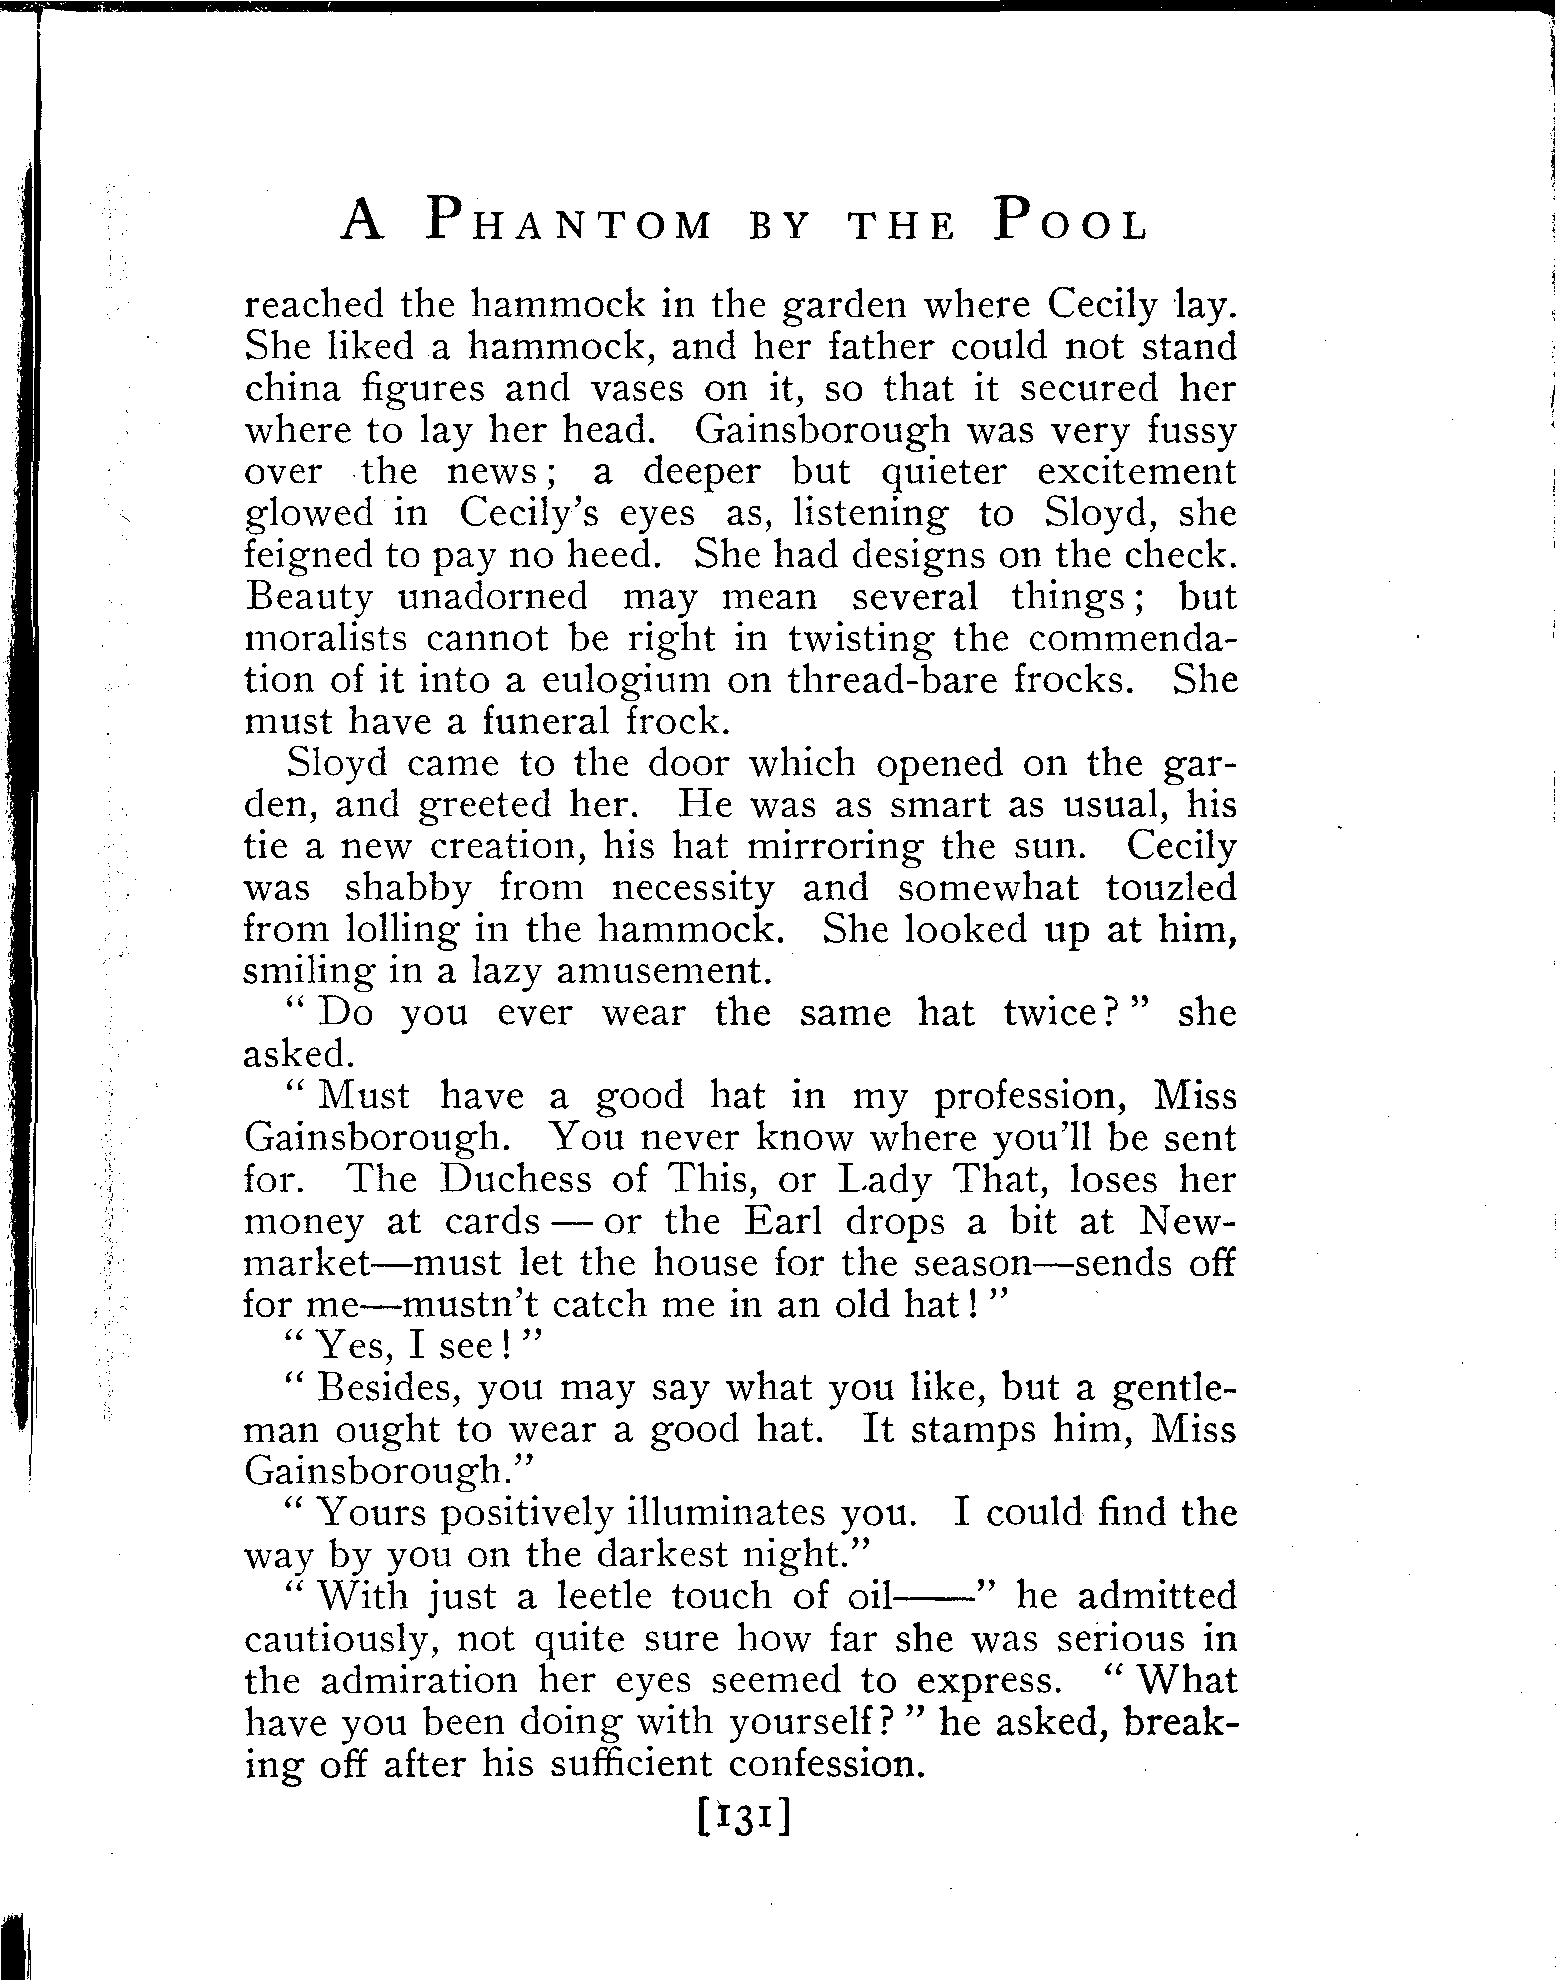 A PHANTOM BY THE POOL
reached the hammock in the garden where Cecily lay.
She liked a hammock, and her father could not stand
china figures and vases on it, so that it secured her
where to lay her head. Gainsborough was very fussy
over the news; a deeper but quieter excitement
glowed in Cecily's eyes as, listening to Sloyd, she
feigned to pay no heed. She had designs on the check.
Beauty unadorned may mean several things; but
moralists cannot be right in twisting the commenda-
tion of it into a eulogium on thread-bare frocks. She
must have a funeral frock.
Sloyd came to the door which opened on the gar-
den, and greeted her. He was as smart as usual, his
tie a new creation, his hat mirroring the sun. Cecily
was shabby from necessity and somewhat touzled
from lolling in the hammock. She looked up at him,
smiling in a lazy amusement.
"Do you ever wear the same hat twice?" she
asked.
"Must have a good hat in my profession, Miss
Gainsborough. You never know where you'll be sent
for. The Duchess of This, or Lady That, loses her
money at cards — or the Earl drops a bit at New-
market—must let the house for the season—sends off
for me—mustn't catch me in an old hat!"
"Yes, I see!"
"Besides, you may say what you like, but a gentle-
man ought to wear a good hat. It stamps him, Miss
Gainsborough."
"Yours positively illuminates you. I could find the
way by you on the darkest night."
"With just a leetle touch of oil——" he admitted
cautiously, not quite sure how far she was serious in
the admiration her eyes seemed to express. "What
have you been doing with yourself?" he asked, break-
ing off after his sufficient confession.
[131]